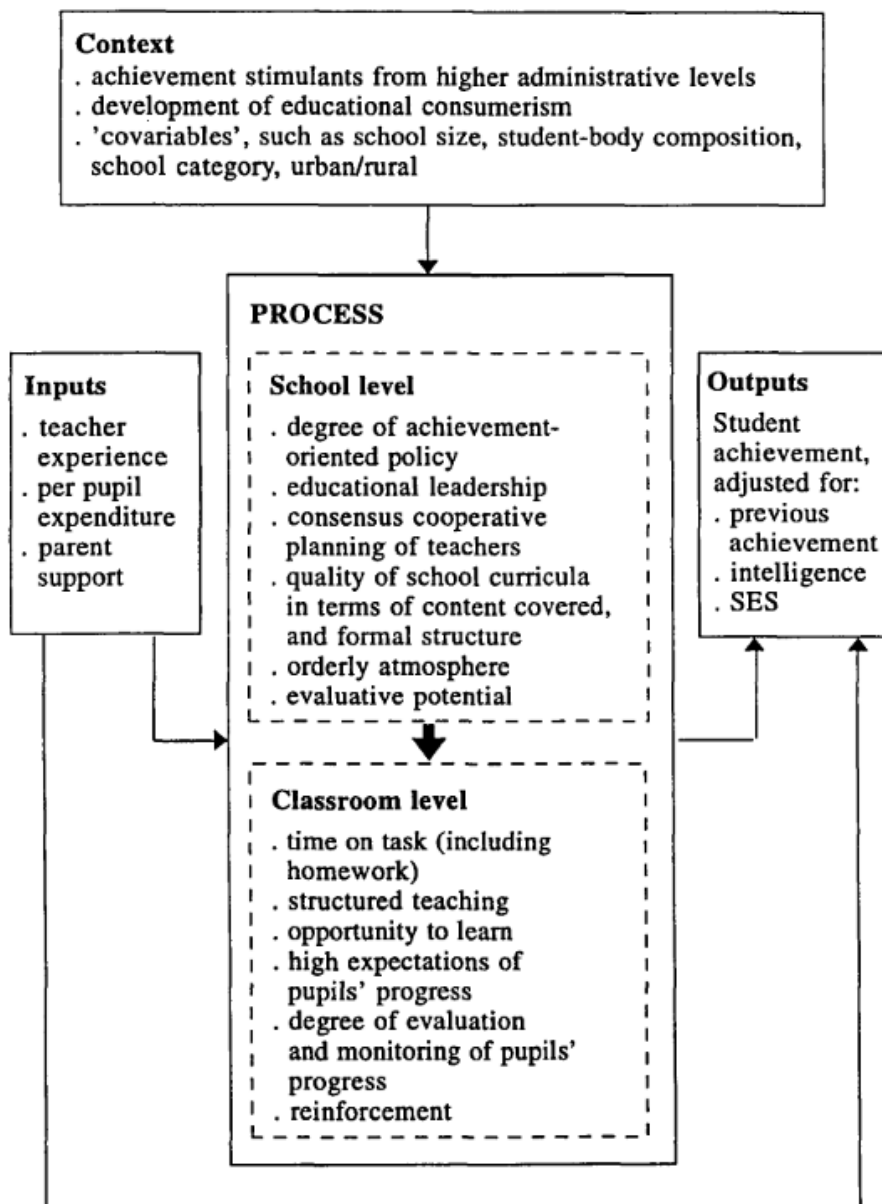 Context
. achievement stimulants from higher administrative levels
. development of educational consumerism
. 'covariables', such as school size, student-body composition,
school category, urban/rural
PROCESS
Inputs
. teacher
experience
. per pupil
expenditure
. parent
support
School level
. degree of achievement-
oriented policy
. educational leadership
. consensus cooperative
planning of teachers
. quality of school curricula
in terms of content covered,
and formal structure
. orderly atmosphere
. evaluative potential
Classroom level
. time on task (including
homework)
. structured teaching
. opportunity to learn
. high expectations of
pupils' progress
. degree of evaluation
and monitoring of pupils'
progress
. reinforcement
Outputs
Student
achievement,
adjusted for:
. previous
achievement
. intelligence
. SES